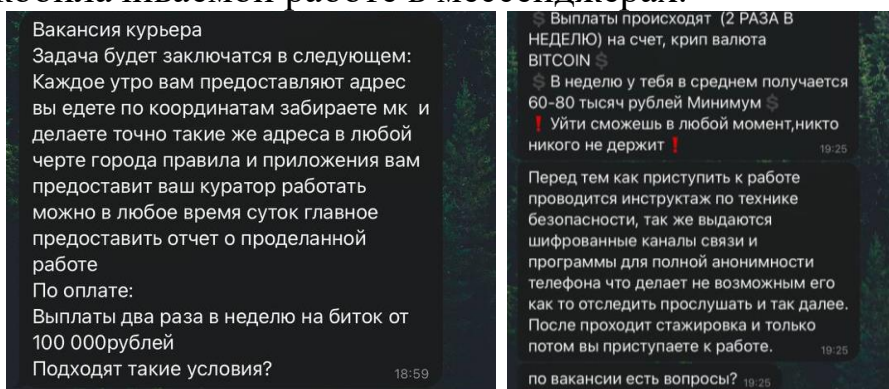 Вакансия курьера
Задача будет заключатся в следующем:
Каждое утро вам предоставляют адрес
вы едете по координатам забираете мк и
делаете точно такие же адреса в любой
черте города правила и приложения вам
предоставит ваш куратор работать
можно в любое время суток главное
предоставить отчет о проделанной
работе
По оплате:
Выплаты два раза в неделю на биток от
100 000рублей
Подходят такие условия?
18:59
$ Выплаты происходят (2 РАЗА В
НЕДЕЛЮ) на счет, крип валюта
BITCOIN $
$ В неделю у тебя в среднем получается
60-80 тысяч рублей Минимум $
❗ Уйти сможешь в любой момент,никто
никого не держит ❗
19:25
Перед тем как приступить к работе
проводится инструктаж по технике
безопасности, так же выдаются
шифрованные каналы связи и
программы для полной анонимности
телефона что делает не возможным его
как то отследить прослушать и так далее.
После проходит стажировка и только
потом вы приступаете к работе.
19:25
по вакансии есть вопросы? 19:25